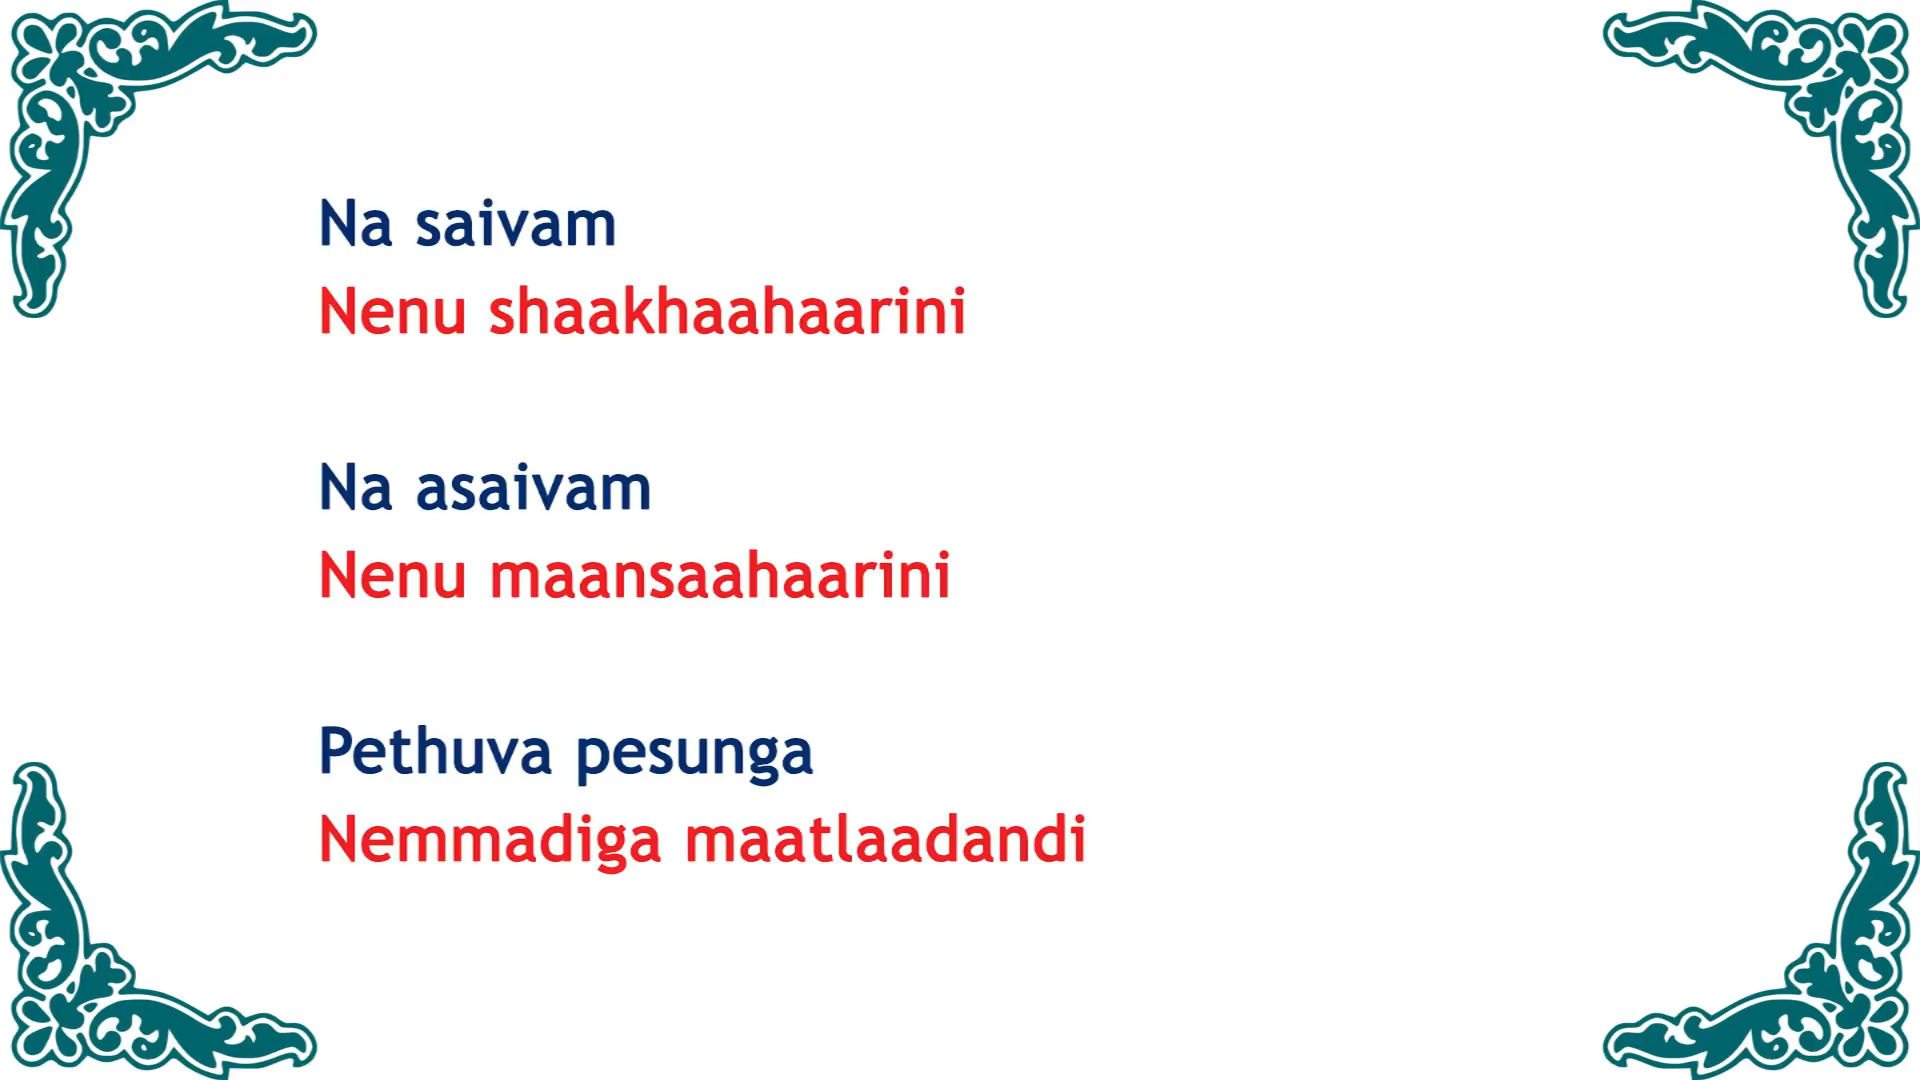 Na saivam
Nenu shaakhaahaarini
Na asaivam
Nenu maansaahaarini
Pethuva pesunga
Nemmadiga maatlaadandi